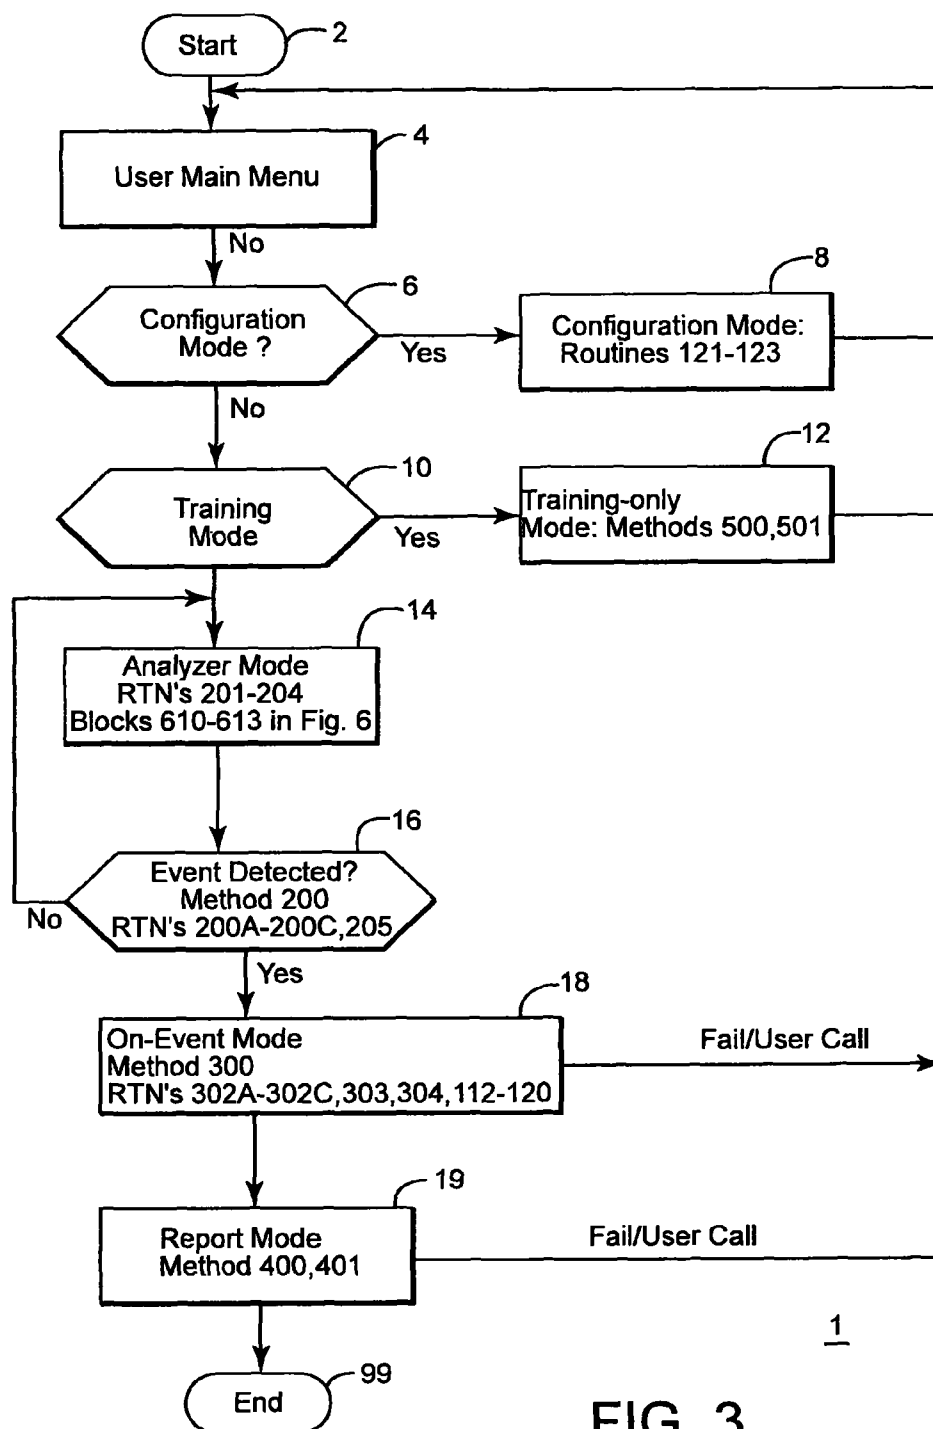 Start
2
4
User Main Menu
No
6
Configuration
Mode ?
Yes
8
Configuration Mode:
Routines 121-123
No
10
Training
Mode
Yes
12
Training-only
Mode: Methods 500,501
14
Analyzer Mode
RTN's 201-204
Blocks 610-613 in Fig. 6
16
Event Detected?
Method 200
RTN's 200A-200C,205
No
Yes
18
On-Event Mode
Method 300
RTN's 302A-302C,303,304,112-120
Fail/User Call
19
Report Mode
Method 400,401
Fail/User Call
1
99
End
FIG. 3